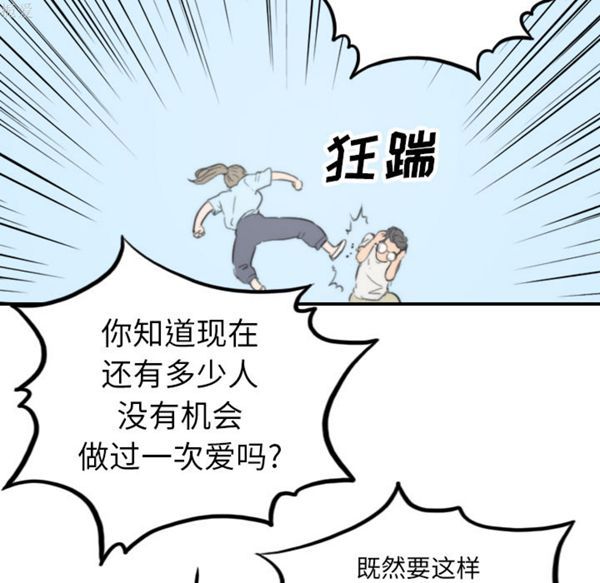 狂踹
你知道现在
还有多少人
没有机会
做过一次爱吗?
既然要这样